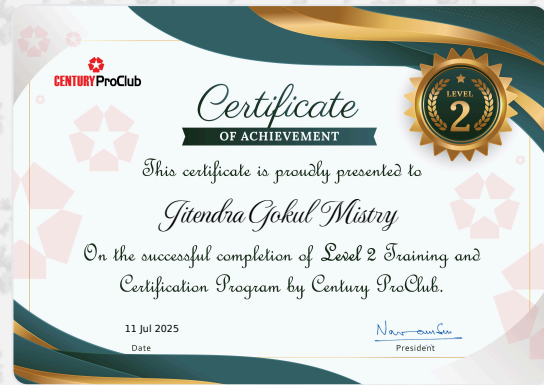 CENTURY ProClub
Certificate
OF ACHIEVEMENT
LEVEL
2
This certificate is proudly presented to
Jitendra Gokul Mistry
On the successful completion of Level 2 Training and
Certification Program by Century ProClub.
11 Jul 2025
Date
President